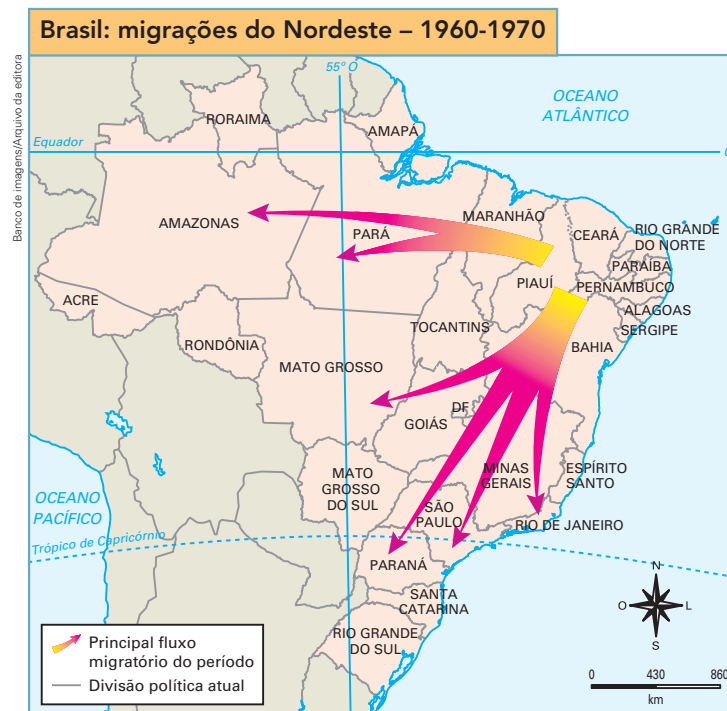 Brasil: migrações do Nordeste – 1960-1970
Banco de imagens/Arquivo da editora
55º O
OCEANO
ATLÂNTICO
RORAIMA
AMAPÁ
Equador
0
AMAZONAS
PARÁ
MARANHÃO
CEARÁ
RIO GRANDE
DO NORTE
PARAÍBA
PIAUÍ
PERNAMBUCO
ACRE
ALAGOAS
SERGIPE
TOCANTINS
RONDÔNIA
BAHIA
MATO GROSSO
DF
GOIÁS
MINAS
GERAIS
ESPÍRITO
SANTO
MATO
GROSSO
DO SUL
OCEANO
PACÍFICO
SÃO
PAULO
RIO DE JANEIRO
Trópico de Capricórnio
PARANÁ
SANTA
CATARINA
RIO GRANDE
DO SUL
N
O
L
S
Principal fluxo
migratório do período
Divisão política atual
0 430 860
km